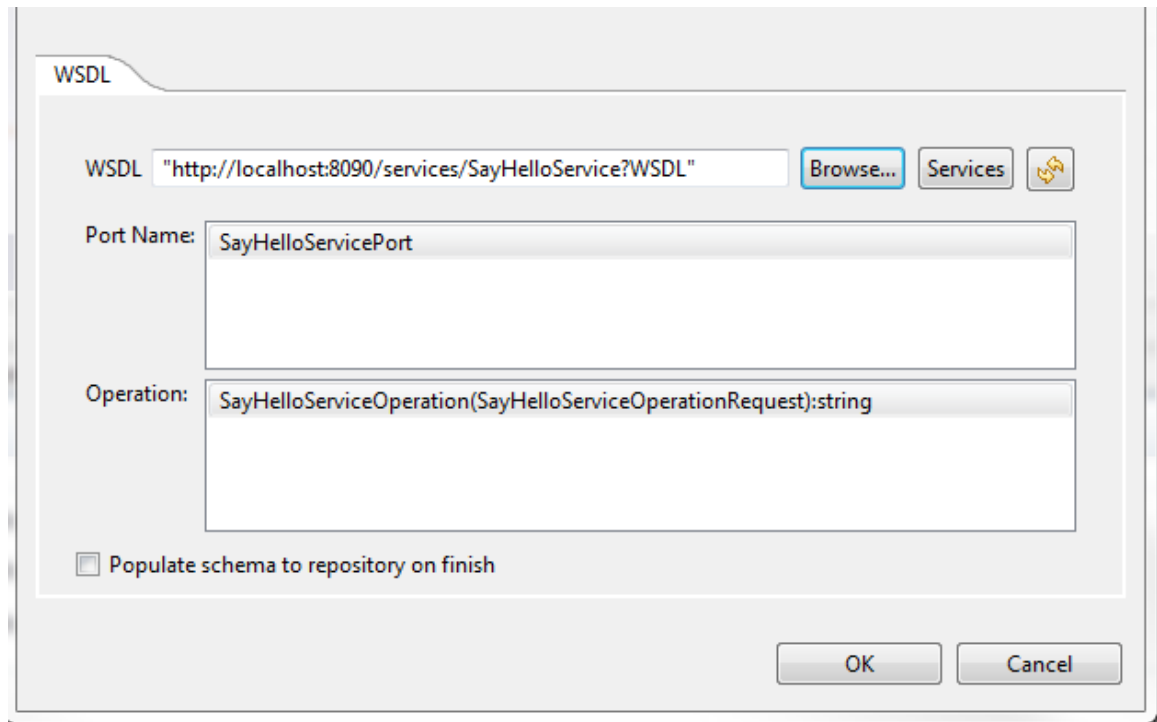 WSDL
WSDL "http://localhost:8090/services/SayHelloService?WSDL" Browse... Services
Port Name: SayHelloServicePort
Operation: SayHelloServiceOperation(SayHelloServiceOperationRequest):string
Populate schema to repository on finish
OK Cancel